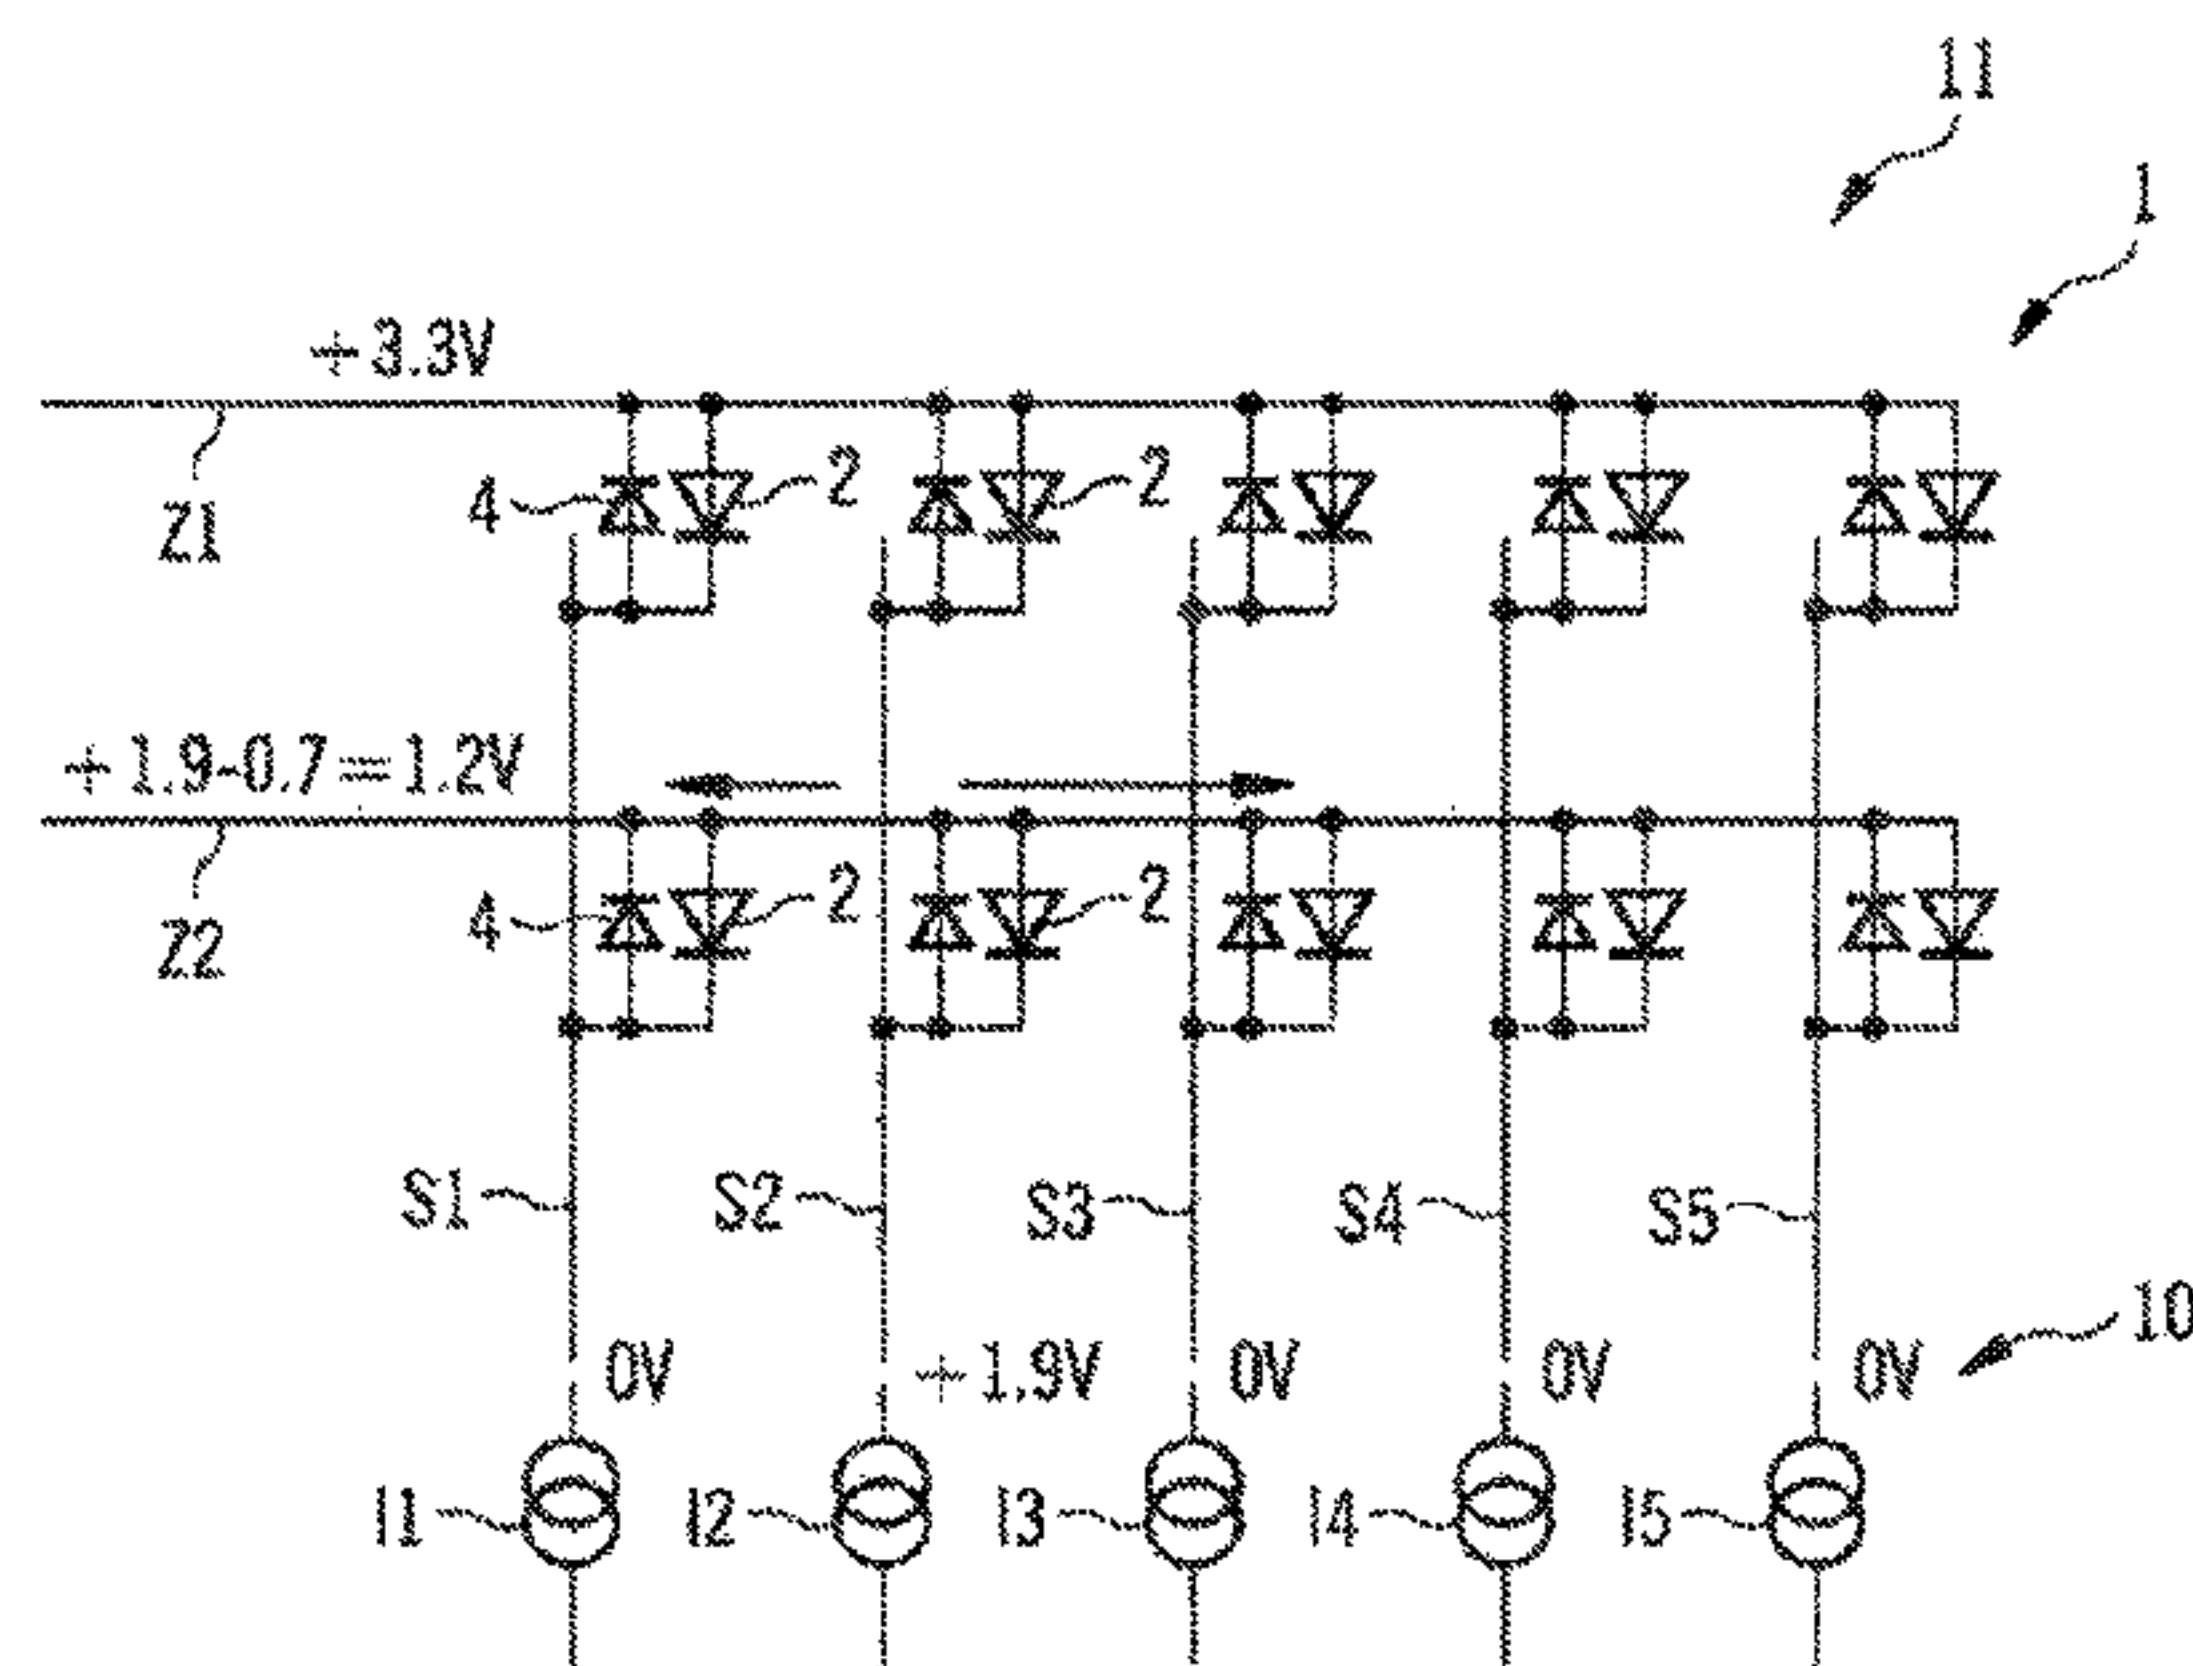 11
1
+3.3V
4 2 2
Z1
+1.9-0.7=1.2V
4 2 2
Z2
S1 S2 S3 S4 S5
10
0V +1.9V 0V 0V 0V
I1 I2 I3 I4 I5